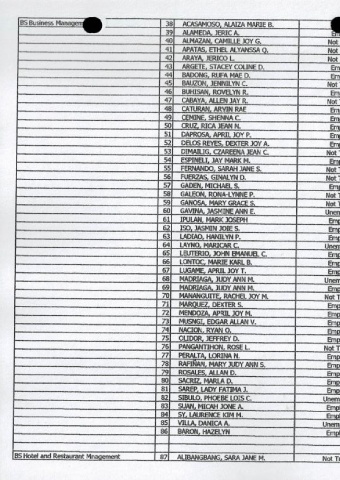 BS Business Managem 38 ACASAMOSO, ALAIZA MARIE B.
39 ALAMEDA, JERIC A. Em
40 ALMAZAN, CAMILLE JOY G. Not
41 APATAS, ETHEL ALYANSSA Q. Not
42 ARAYA, JERICO L. Not
43 ARGETE, STACEY COLINE D. Em
44 BADONG, RUFA MAE D. Em
45 BAUZON, JENNILYN C. Not
46 BUHISAN, ROVELYN R. Em
47 CABAYA, ALLEN JAY R. Not
48 CATURAN, ARVIN RAE Em
49 CEMINE, SHENNA C. Em
50 CRUZ, RICA JEAN N. Em
51 DAPROSA, APRIL JOY P. Em
52 DELOS REYES, DEXTER JOY A. Em
53 DIMAILIG, CZAREENA JEAN C. Not T
54 ESPINELI, JAY MARK M. Em
55 FERNANDO, SARAH JANE S. Not T
56 FUERZAS, GINALYN D. Not T
57 GADEN, MICHAEL S. Em
58 GALEON, RONA-LYNNE P. Not T
59 GANOSA, MARY GRACE S. Not T
60 GAVINA, JASMINE ANN E. Unem
61 IPULAN, MARK JOSEPH Emp
62 ISO, JASMIN JOIE S. Emp
63 LADIAO, HANILYN P. Emp
64 LAYNO, MARICAR C. Unem
65 LEUTERIO, JOHN EMANUEL C. Emp
66 LONTOC, MARIE KARL B. Emp
67 LUGAME, APRIL JOY T. Emp
68 MADRIAGA, JUDY ANN M. Unem
69 MADRIAGA, JUDY ANN M. Emp
70 MANANGUITE, RACHEL JOY M. Not T
71 MARQUEZ, DEXTER S. Emp
72 MENDOZA, APRIL JOY M. Emp
73 MUSNGI, EDGAR ALLAN V. Emp
74 NACION, RYAN O. Emp
75 OLIDOR, JEFFREY D. Emp
76 PANGANTIHON, ROSE L. Not T
77 PERALTA, LORINA N. Emp
78 RAFIÑAN, MARY JUDY ANN S. Emp
79 ROSALES, ALLAN D. Emp
80 SACRIZ, MARLA D. Emp
81 SAREP, LADY FATIMA J. Emp
82 SIBULO, PHOEBE LOIS C. Unem
83 SUAN, MICAH JONE A. Emp
84 SY, LAURENCE KIM M. Emp
85 VILLA, DANICA A. Unem
86 BARON, HAZELYN Emp
BS Hotel and Restaurant Mnagement 87 ALIBANGBANG, SARA JANE M. Not T